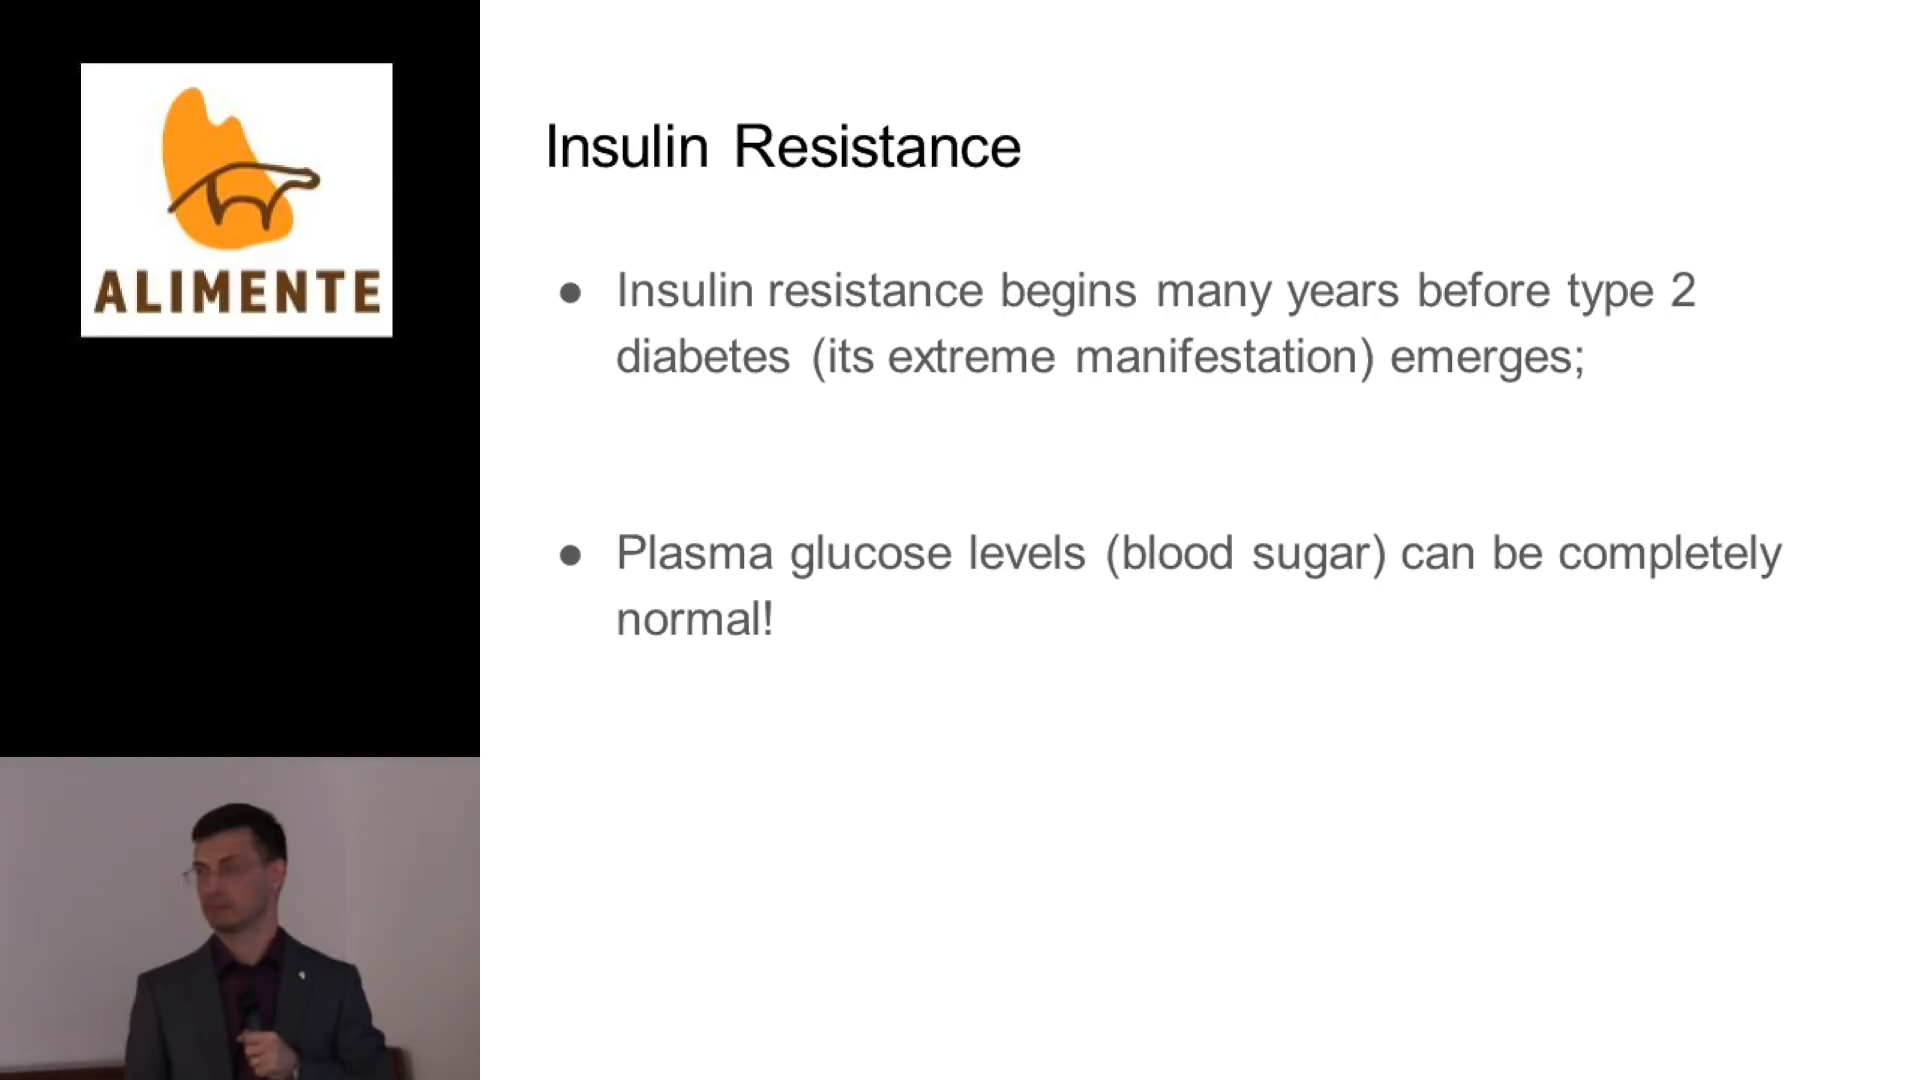 ALIMENTE
Insulin Resistance
● Insulin resistance begins many years before type 2
diabetes (its extreme manifestation) emerges;
● Plasma glucose levels (blood sugar) can be completely
normal!